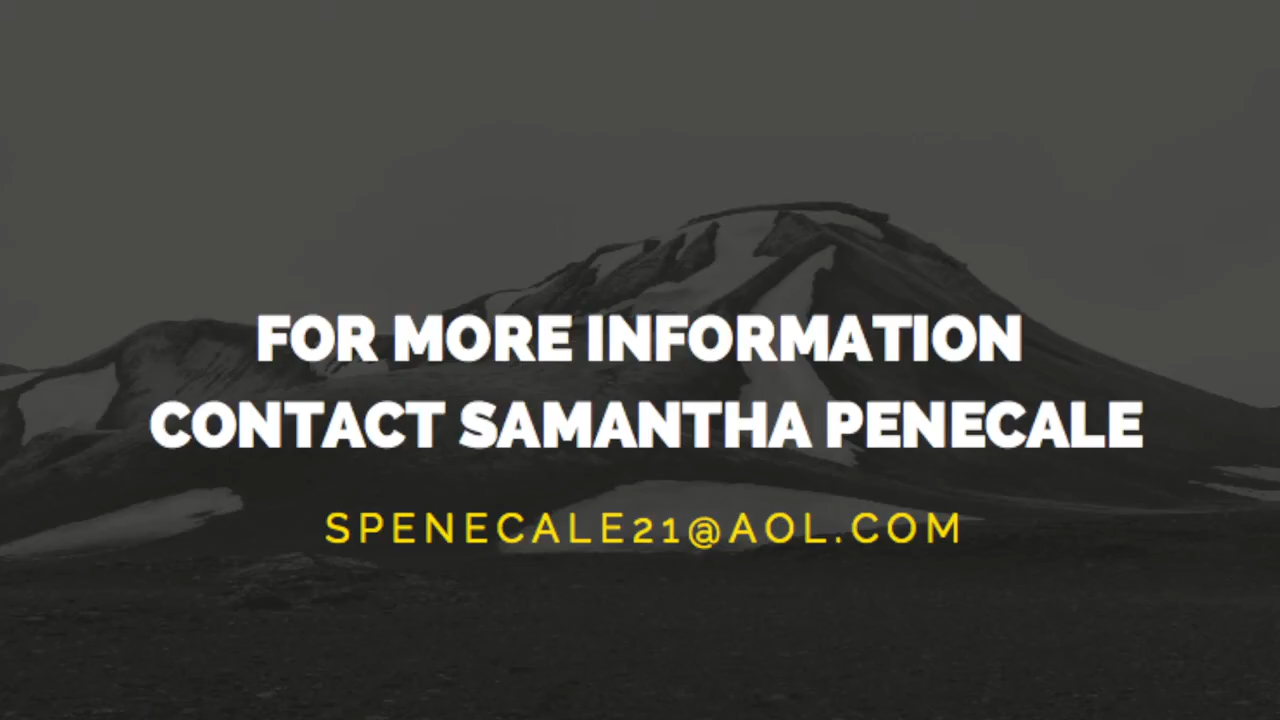 FOR MORE INFORMATION
CONTACT SAMANTHA PENECALE
SPENECALE21@AOL.COM